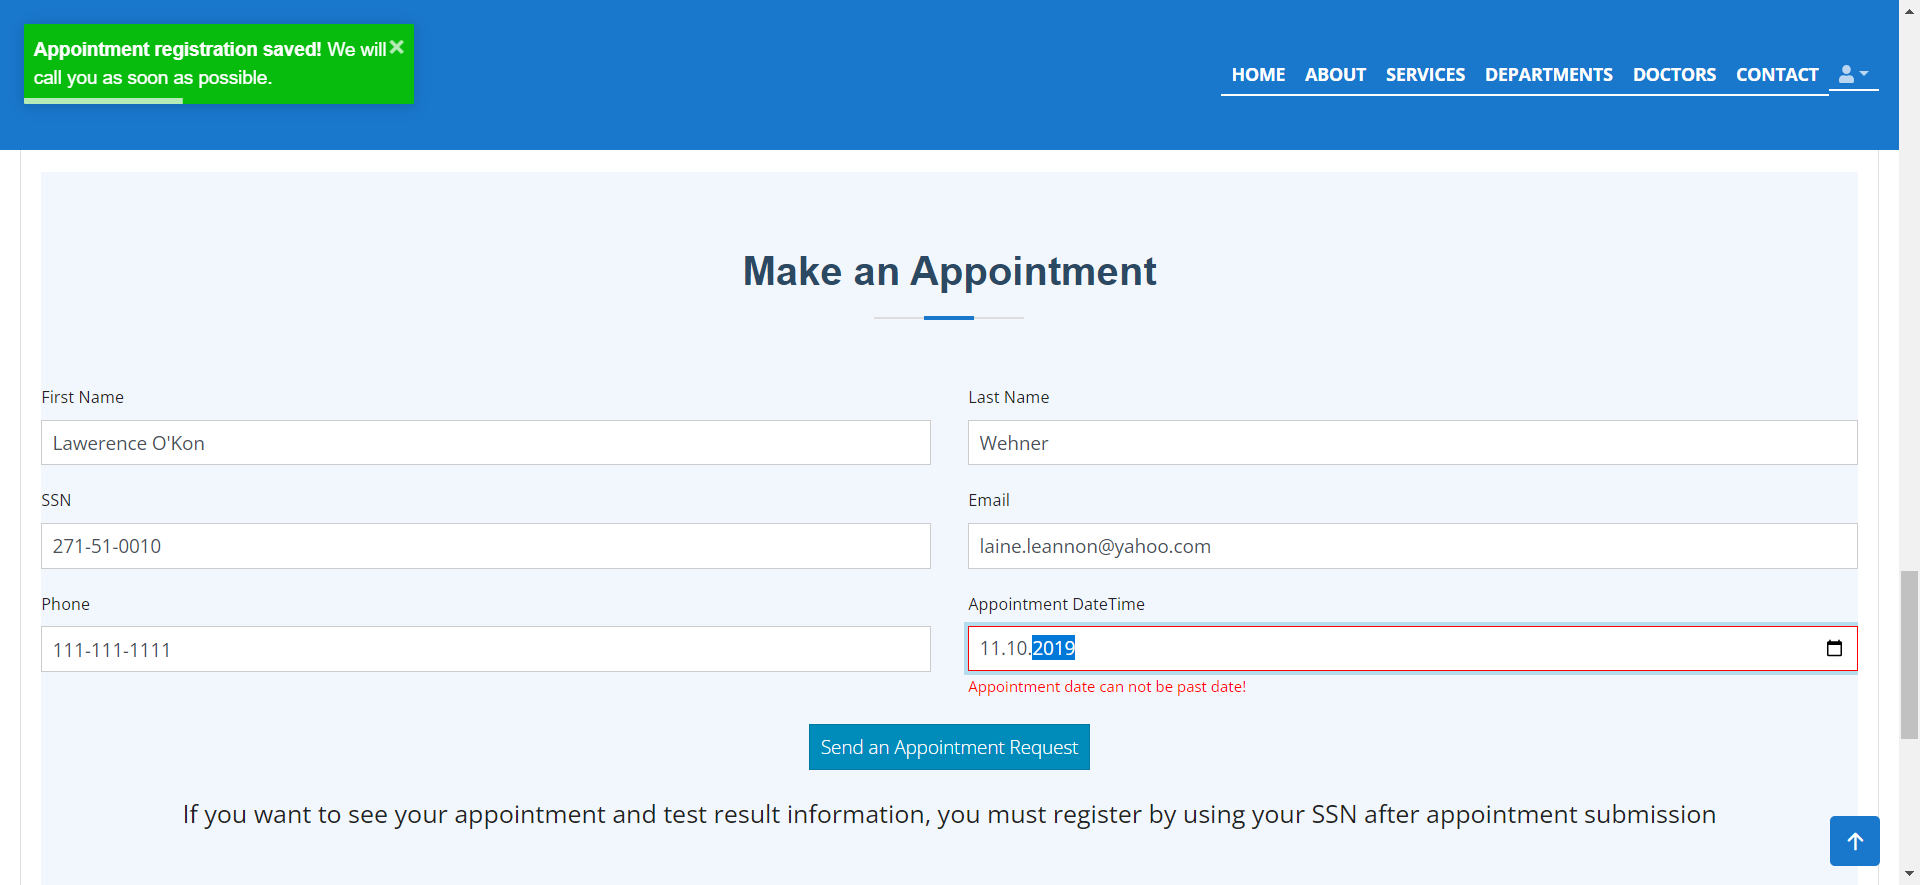 Appointment registration saved! We will
call you as soon as possible.
HOME ABOUT SERVICES DEPARTMENTS DOCTORS CONTACT
Make an Appointment
First Name
Last Name
Lawerence O'Kon
Wehner
SSN
Email
271-51-0010
laine.leannon@yahoo.com
Phone
Appointment DateTime
111-111-1111
11.10.2019
Appointment date can not be past date!
Send an Appointment Request
If you want to see your appointment and test result information, you must register by using your SSN after appointment submission